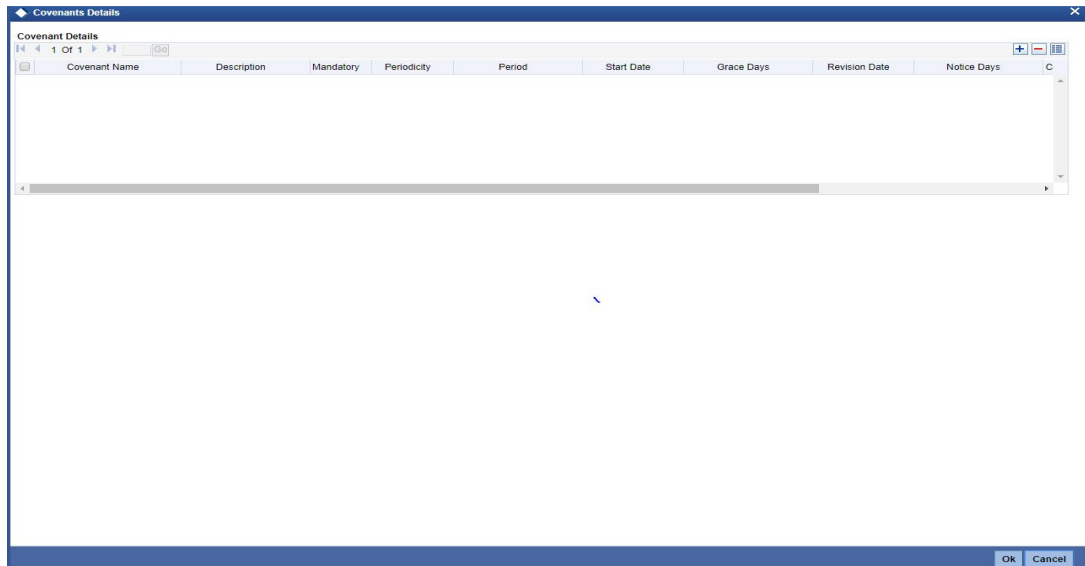 Covenants Details
Covenant Details
1 Of 1 Go
Covenant Name Description Mandatory Periodicity Period Start Date Grace Days Revision Date Notice Days C
Ok Cancel